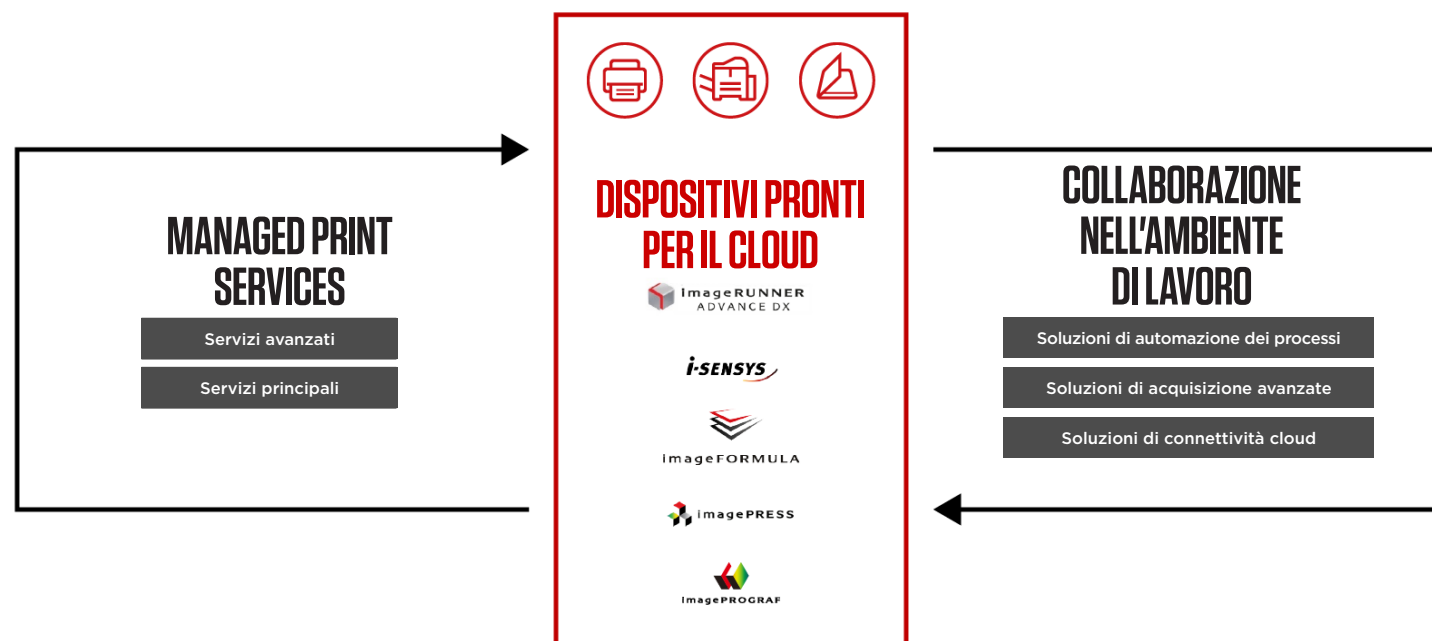 MANAGED PRINT
SERVICES
Servizi avanzati
Servizi principali
DISPOSITIVI PRONTI
PER IL CLOUD
imageRUNNER
ADVANCE DX
i-SENSYS
imageFORMULA
imagePRESS
imagePROGRAF
COLLABORAZIONE
NELL'AMBIENTE
DI LAVORO
Soluzioni di automazione dei processi
Soluzioni di acquisizione avanzate
Soluzioni di connettività cloud